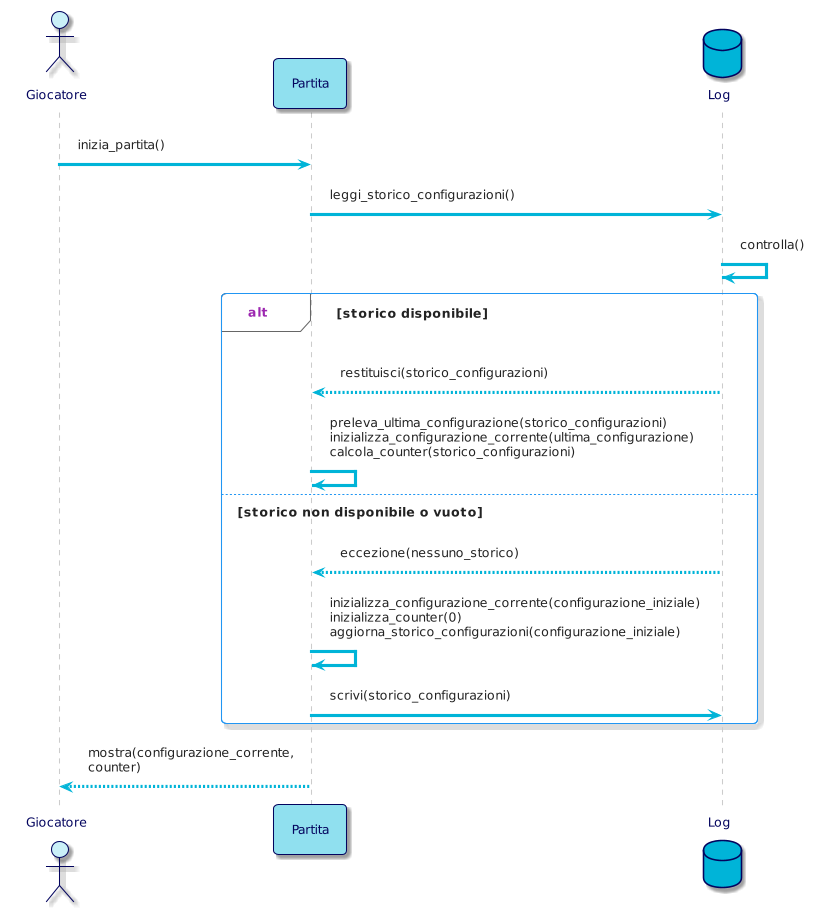 Giocatore
Partita
Log
inizia_partita()
leggi_storico_configurazioni()
controlla()
alt
[storico disponibile]
restituisci(storico_configurazioni)
preleva_ultima_configurazione(storico_configurazioni)
inizializza_configurazione_corrente(ultima_configurazione)
calcola_counter(storico_configurazioni)
[storico non disponibile o vuoto]
eccezione(nessuno_storico)
inizializza_configurazione_corrente(configurazione_iniziale)
inizializza_counter(0)
aggiorna_storico_configurazioni(configurazione_iniziale)
scrivi(storico_configurazioni)
mostra(configurazione_corrente,
counter)
Giocatore
Partita
Log